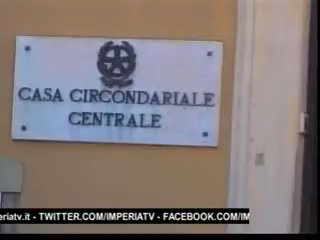 CASA CIRCONDARIALE
CENTRALE
eriatv.it - TWITTER.COM/IMPERIATV - FACEBOOK.COM/IM